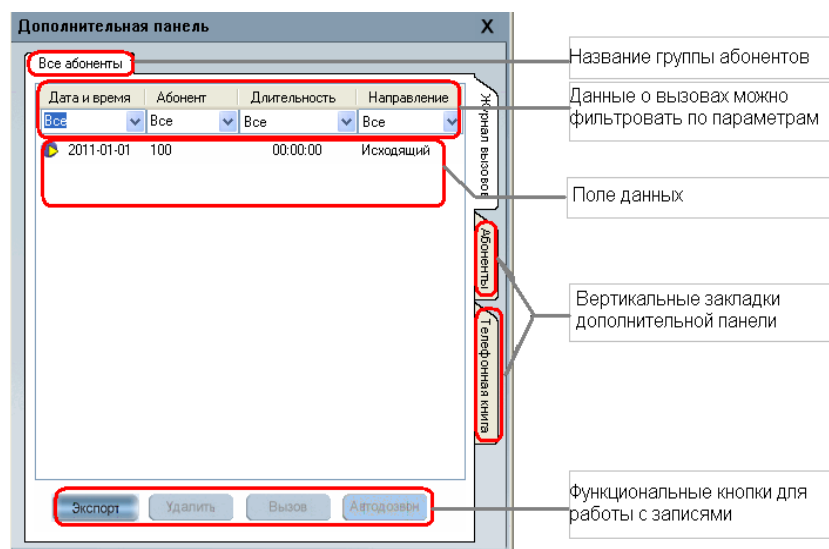 Дополнительная панель X
Все абоненты
Название группы абонентов
Дата и время Абонент Длительность Направление
Данные о вызовах можно
фильтровать по параметрам
Все Все Все Все
2011-01-01 100 00:00:00 Исходящий
Журнал вызовов
Поле данных
Абоненты
Вертикальные закладки
дополнительной панели
Телефонная книга
Функциональные кнопки для
работы с записями
Экспорт Удалить Вызов Автодозвон